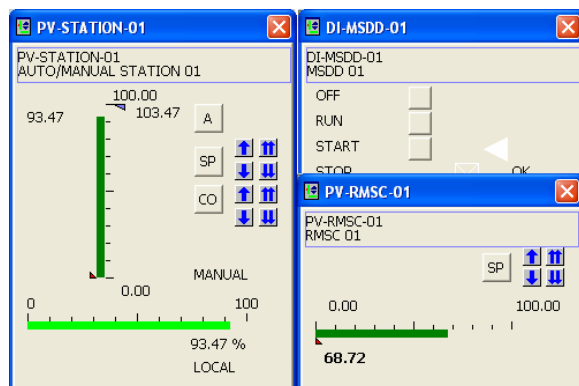 PV-STATION-01
PV-STATION-01
AUTO/MANUAL STATION 01
100.00
93.47
103.47
A
SP
CO
MANUAL
0.00
0
100
93.47 %
LOCAL
DI-MSDD-01
DI-MSDD-01
MSDD 01
OFF
RUN
START
STOP
OK
PV-RMSC-01
PV-RMSC-01
RMSC 01
SP
0.00
100.00
68.72